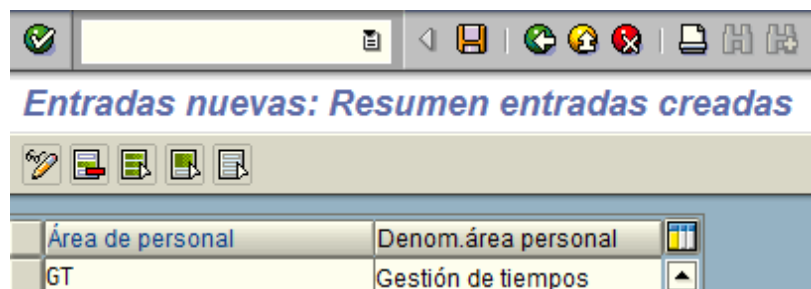 Entradas nuevas: Resumen entradas creadas
Área de personal Denom.área personal
GT Gestión de tiempos